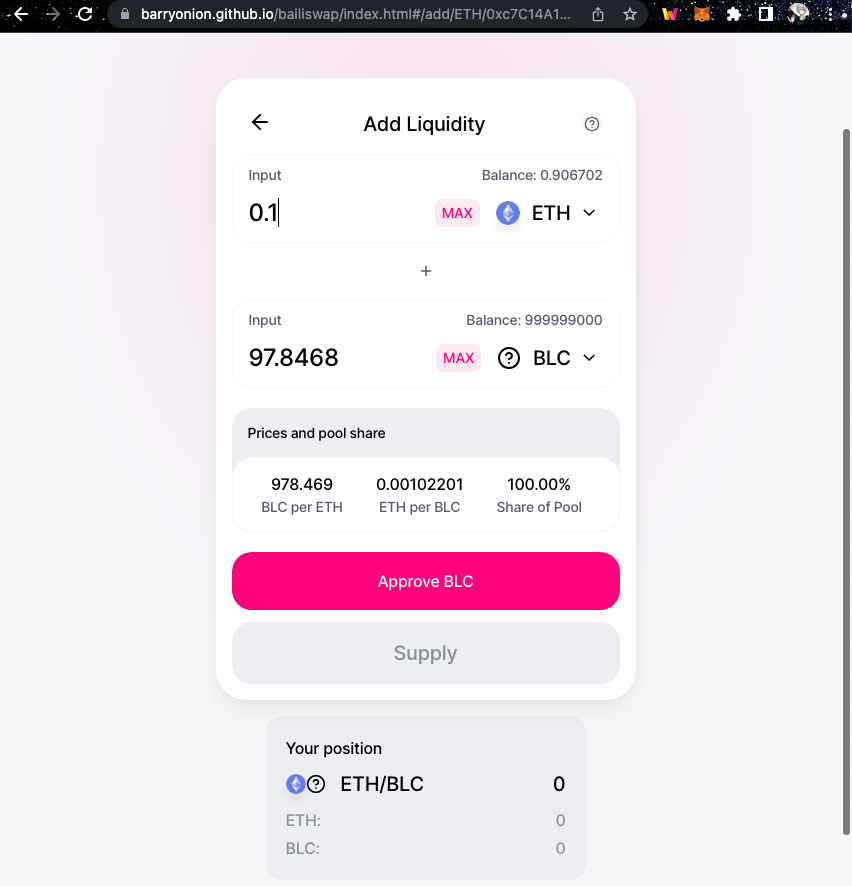 barryonion.github.io/bailiswap/index.html#/add/ETH/0xc7C14A1...
Add Liquidity
Input Balance: 0.906702
0.1 MAX ETH
+
Input Balance: 999999000
97.8468 MAX ? BLC
Prices and pool share
978.469 0.00102201 100.00%
BLC per ETH ETH per BLC Share of Pool
Approve BLC
Supply
Your position
? ETH/BLC 0
ETH: 0
BLC: 0